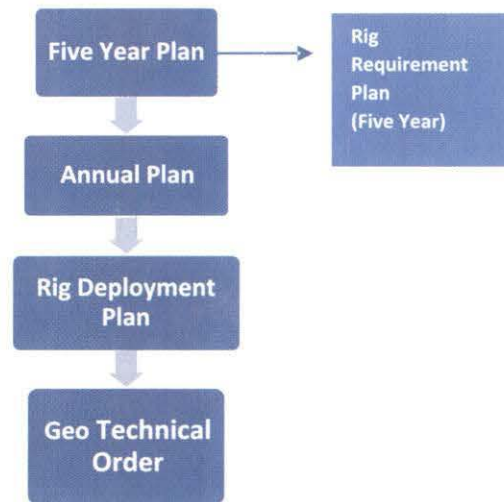 Five Year Plan
Rig
Requirement
Plan
(Five Year)
Annual Plan
Rig Deployment
Plan
Geo Technical
Order